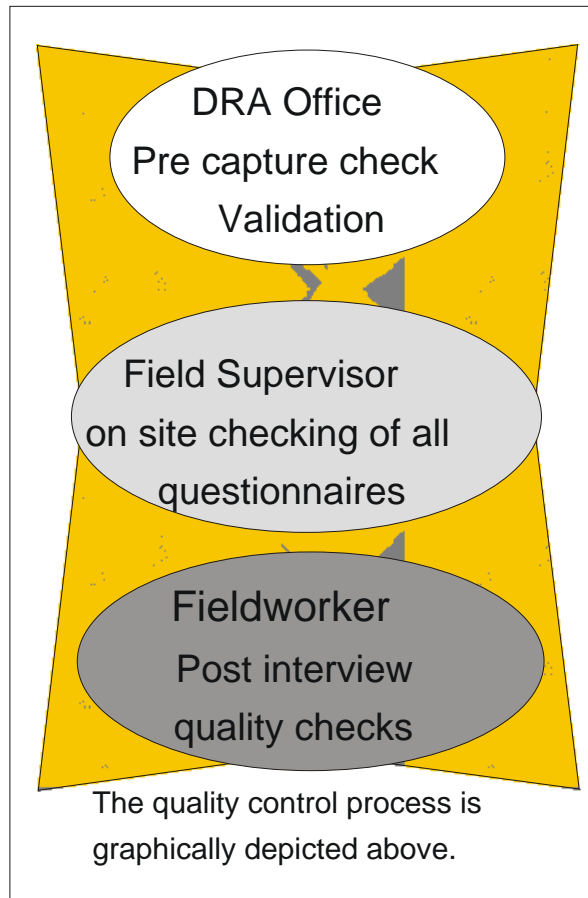 DRA Office
Pre capture check
Validation
Field Supervisor
on site checking of all
questionnaires
Fieldworker
Post interview
quality checks
The quality control process is
graphically depicted above.